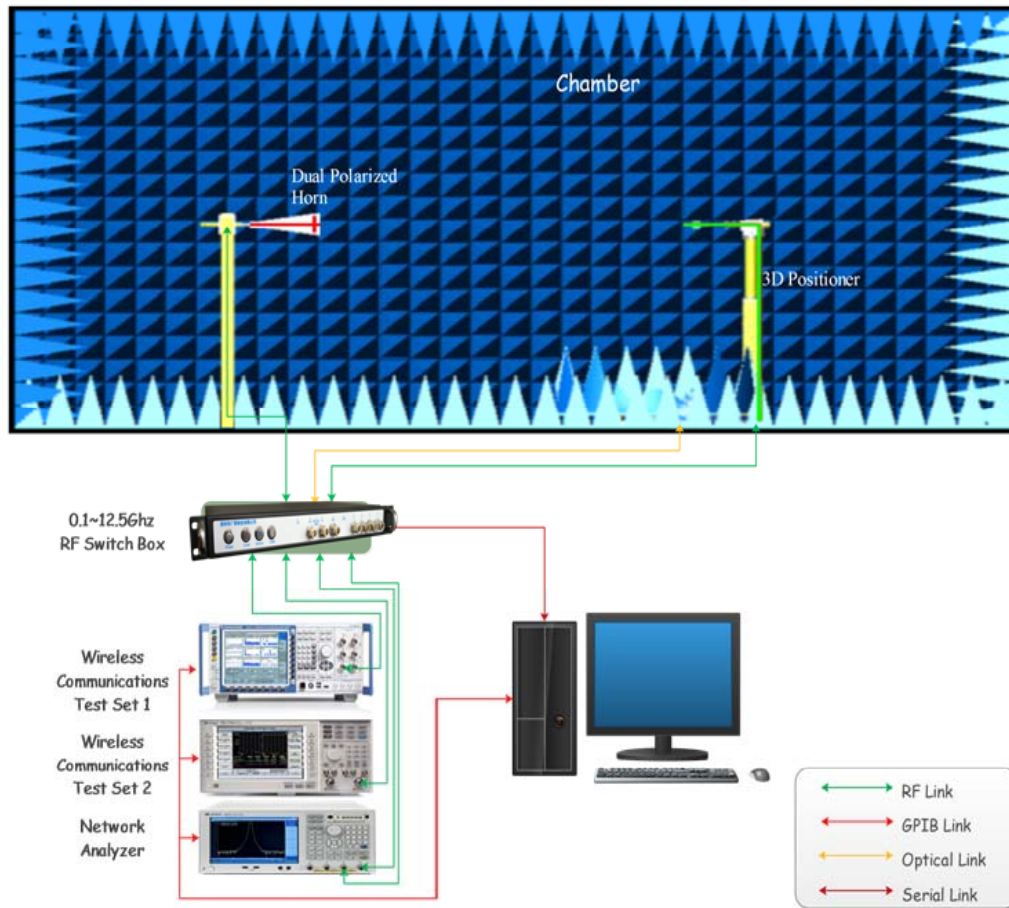 Chamber
Dual Polarized
Horn
3D Positioner
0.1~12.5Ghz
RF Switch Box
Wireless
Communications
Test Set 1
Wireless
Communications
Test Set 2
Network
Analyzer
RF Link
GPIB Link
Optical Link
Serial Link